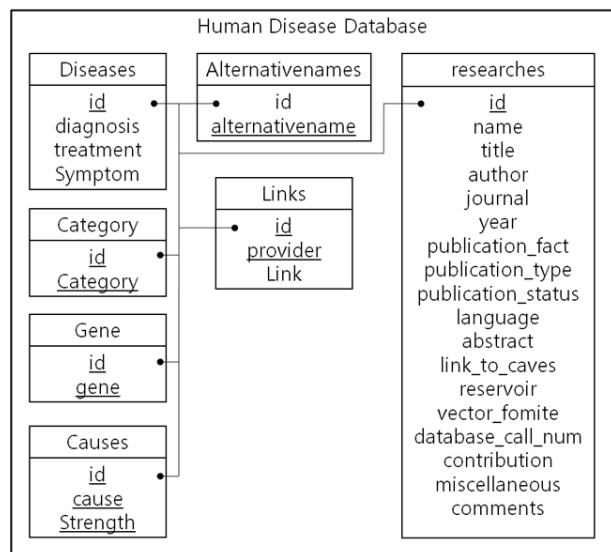 Human Disease Database
Diseases
id
diagnosis
treatment
Symptom
Alternativenames
id
alternativename
researches
id
name
title
author
journal
year
publication_fact
publication_type
publication_status
language
abstract
link_to_caves
reservoir
vector_fomite
database_call_num
contribution
miscellaneous
comments
Links
id
provider
Link
Category
id
Category
Gene
id
gene
Causes
id
cause
Strength